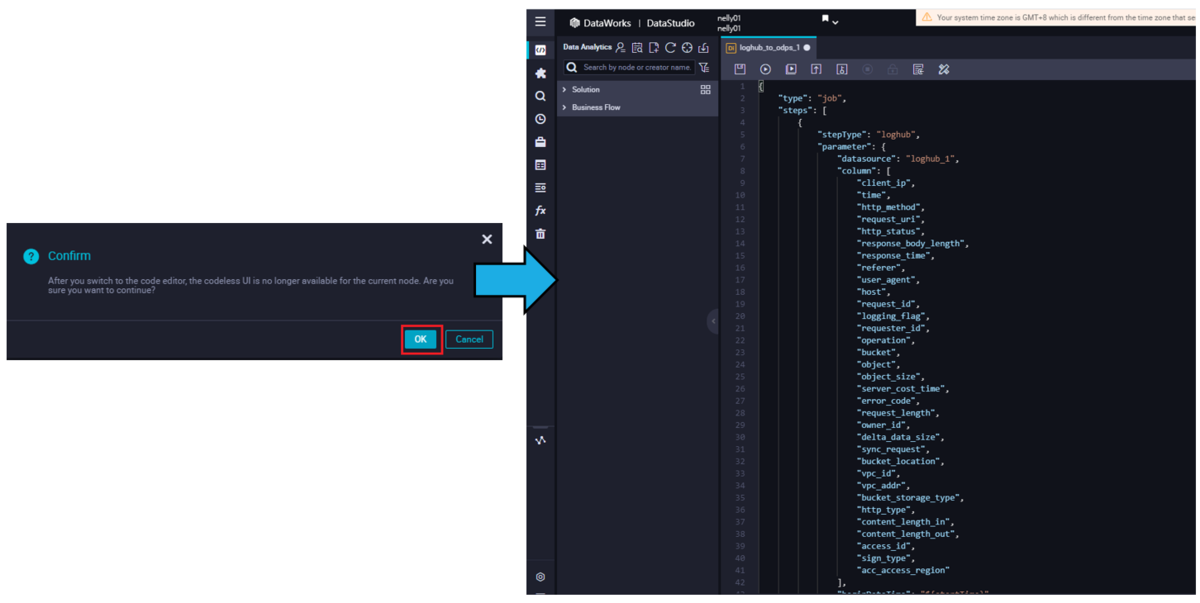 Confirm
After you switch to the code editor, the codeless UI is no longer available for the current node. Are you
sure you want to continue?
OK
Cancel
DataWorks | DataStudio
nelly01
nelly01
Your system time zone is GMT+8 which is different from the time zone that se
Data Analytics
loghub_to_odps_1
Search by node or creator name.
Solution
Business Flow
fx
1 {
2 "type": "job",
3 "steps": [
4 {
5 "stepType": "loghub",
6 "parameter": {
7 "datasource": "loghub_1",
8 "column": [
9 "client_ip",
10 "time",
11 "http_method",
12 "request_uri",
13 "http_status",
14 "response_body_length",
15 "response_time",
16 "referer",
17 "user_agent",
18 "host",
19 "request_id",
20 "logging_flag",
21 "requester_id",
22 "operation",
23 "bucket",
24 "object",
25 "object_size",
26 "server_cost_time",
27 "error_code",
28 "request_length",
29 "owner_id",
30 "delta_data_size",
31 "sync_request",
32 "bucket_location",
33 "vpc_id",
34 "vpc_addr",
35 "bucket_storage_type",
36 "http_type",
37 "content_length_in",
38 "content_length_out",
39 "access_id",
40 "sign_type",
41 "acc_access_region"
42 ],